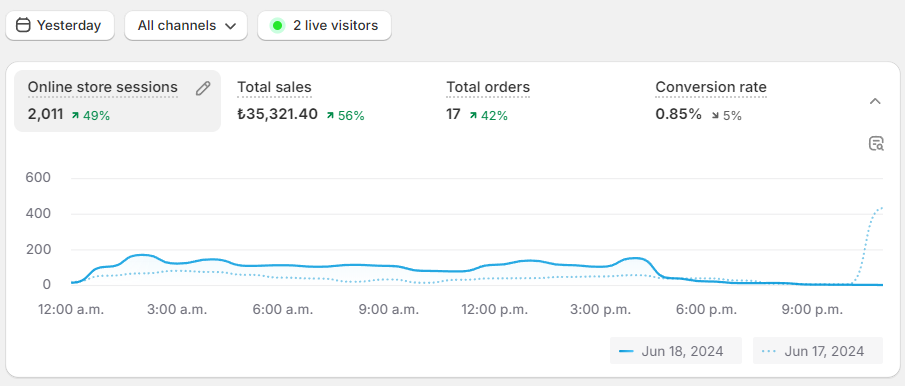 Yesterday All channels 2 live visitors
Online store sessions Total sales Total orders Conversion rate
2,011 49% ₺35,321.40 56% 17 42% 0.85% 5%
600
400
200
0
12:00 a.m. 3:00 a.m. 6:00 a.m. 9:00 a.m. 12:00 p.m. 3:00 p.m. 6:00 p.m. 9:00 p.m.
Jun 18, 2024 Jun 17, 2024